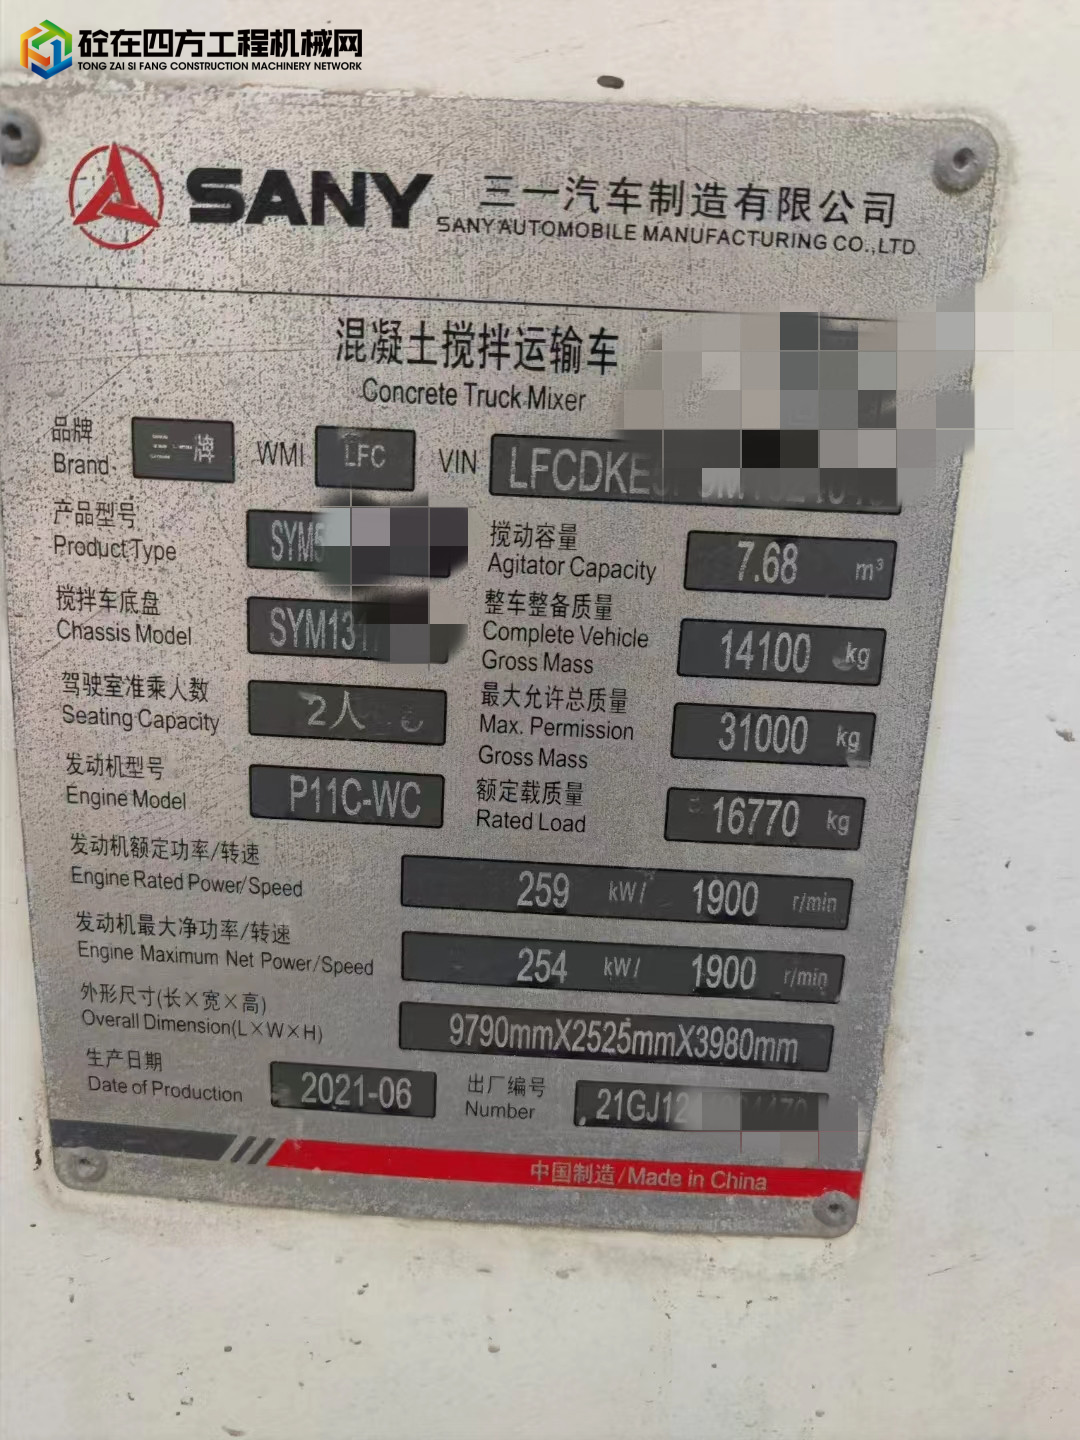 砼在四方工程机械网
TONG ZAI SI FANG CONSTRUCTION MACHINERY NETWORK
SANY 三一汽车制造有限公司
SANY AUTOMOBILE MANUFACTURING CO.,LTD
混凝土搅拌运输车
Concrete Truck Mixer
品牌 Brand 牌 WMI LFC VIN LFCDKE
产品型号 Product Type SYM5
搅动容量 Agitator Capacity 7.68 m³
搅拌车底盘 Chassis Model SYM131
整车整备质量 Complete Vehicle Gross Mass 14100 kg
驾驶室准乘人数 Seating Capacity 2人
最大允许总质量 Max. Permission Gross Mass 31000 kg
发动机型号 Engine Model P11C-WC
额定载质量 Rated Load 16770 kg
发动机额定功率/转速
Engine Rated Power/Speed 259 kW/ 1900 r/min
发动机最大净功率/转速
Engine Maximum Net Power/Speed 254 kW/ 1900 r/min
外形尺寸(长×宽×高)
Overall Dimension(L×W×H) 9790mmX2525mmX3980mm
生产日期 Date of Production 2021-06
出厂编号 Number 21GJ12
中国制造/Made in China